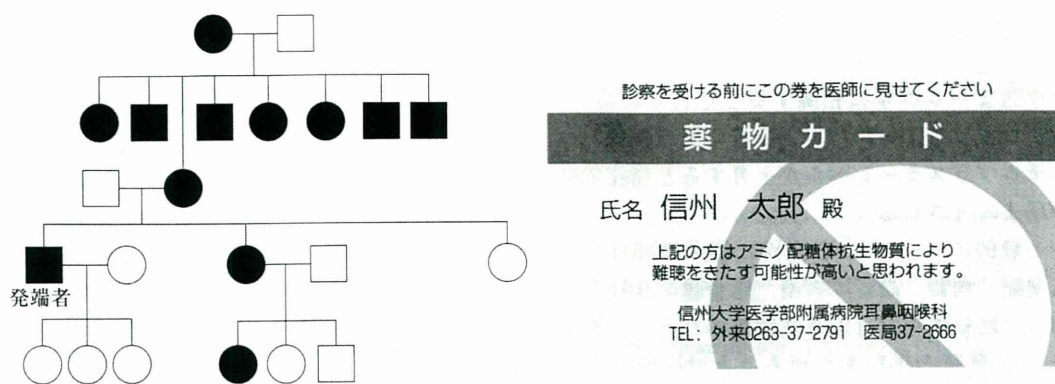 発端者
診察を受ける前にこの券を医師に見せてください
薬物カード
氏名 信州 太郎 殿
上記の方はアミノ配糖体抗生物質により
難聴をきたす可能性が高いと思われます。
信州大学医学部附属病院耳鼻咽喉科
TEL: 外来0263-37-2791 医局37-2666